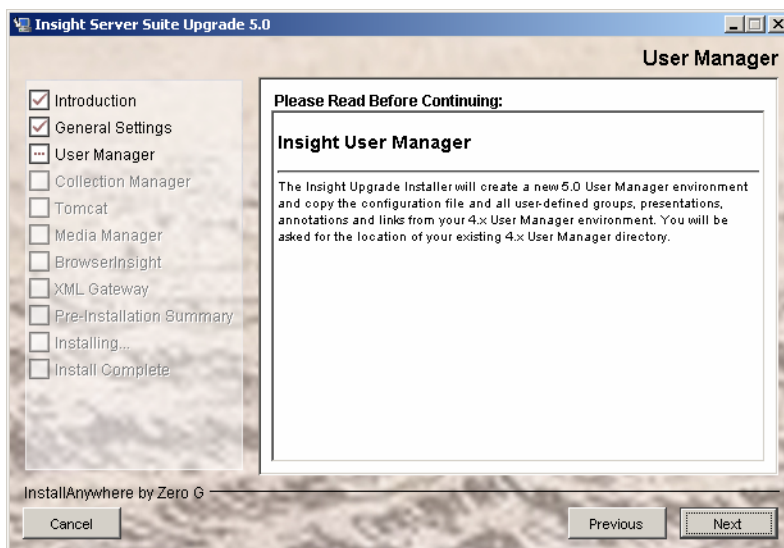 Insight Server Suite Upgrade 5.0
User Manager
Introduction
General Settings
User Manager
Collection Manager
Tomcat
Media Manager
BrowserInsight
XML Gateway
Pre-Installation Summary
Installing...
Install Complete
Please Read Before Continuing:
Insight User Manager
The Insight Upgrade Installer will create a new 5.0 User Manager environment
and copy the configuration file and all user-defined groups, presentations,
annotations and links from your 4.x User Manager environment. You will be
asked for the location of your existing 4.x User Manager directory.
InstallAnywhere by Zero G
Cancel
Previous
Next